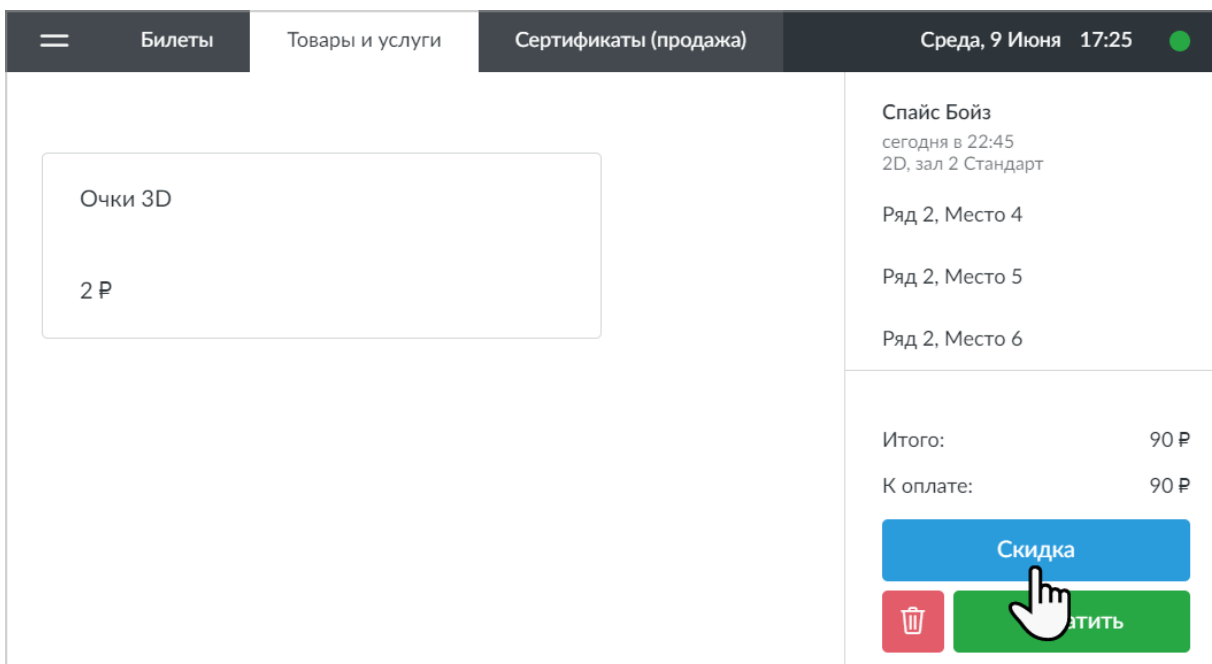 Билеты Товары и услуги Сертификаты (продажа) Среда, 9 Июня 17:25
Спайс Бойз
сегодня в 22:45
2D, зал 2 Стандарт
Очки 3D
2 ₽
Ряд 2, Место 4
Ряд 2, Место 5
Ряд 2, Место 6
Итого: 90 ₽
К оплате: 90 ₽
Скидка